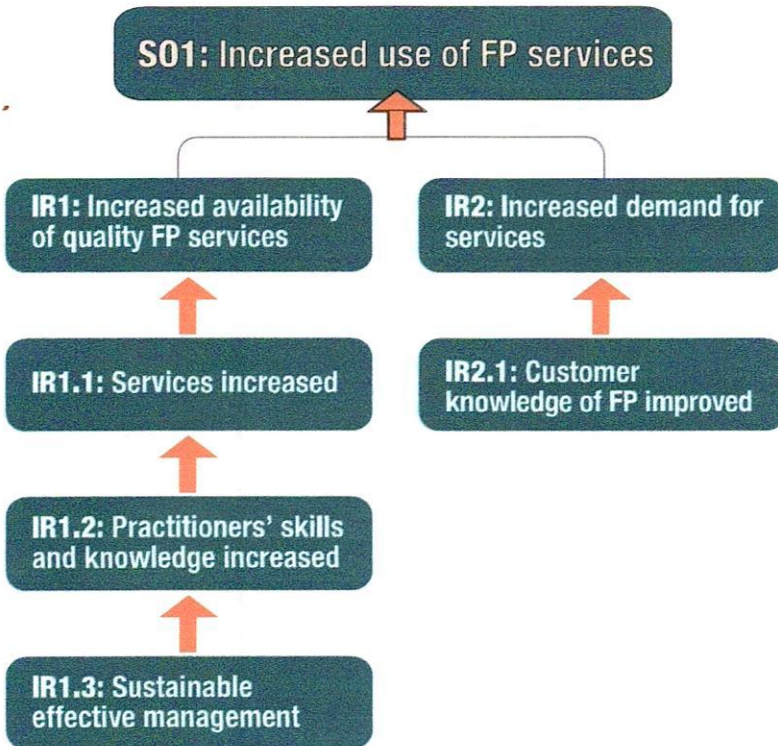 SO1: Increased use of FP services
IR1: Increased availability
of quality FP services
IR2: Increased demand for
services
IR1.1: Services increased
IR2.1: Customer
knowledge of FP improved
IR1.2: Practitioners’ skills
and knowledge increased
IR1.3: Sustainable
effective management